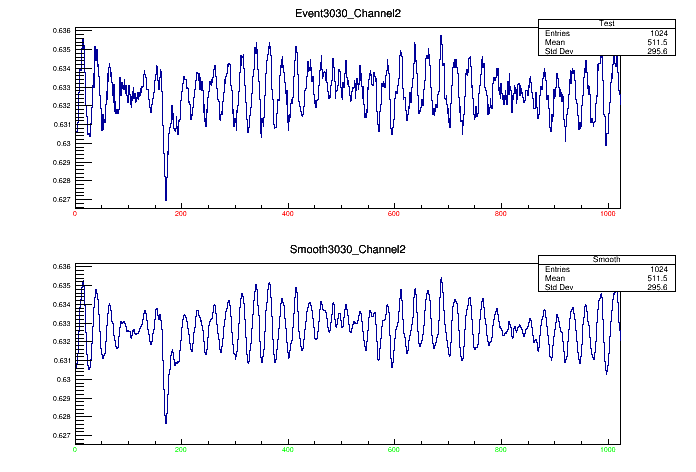 Event3030_Channel2
Test
Entries 1024
Mean 511.5
Std Dev 295.6
0.636
0.635
0.634
0.633
0.632
0.631
0.63
0.629
0.628
0.627
0 200 400 600 800 1000
Smooth3030_Channel2
Smooth
Entries 1024
Mean 511.5
Std Dev 295.6
0.636
0.635
0.634
0.633
0.632
0.631
0.63
0.629
0.628
0.627
0 200 400 600 800 1000